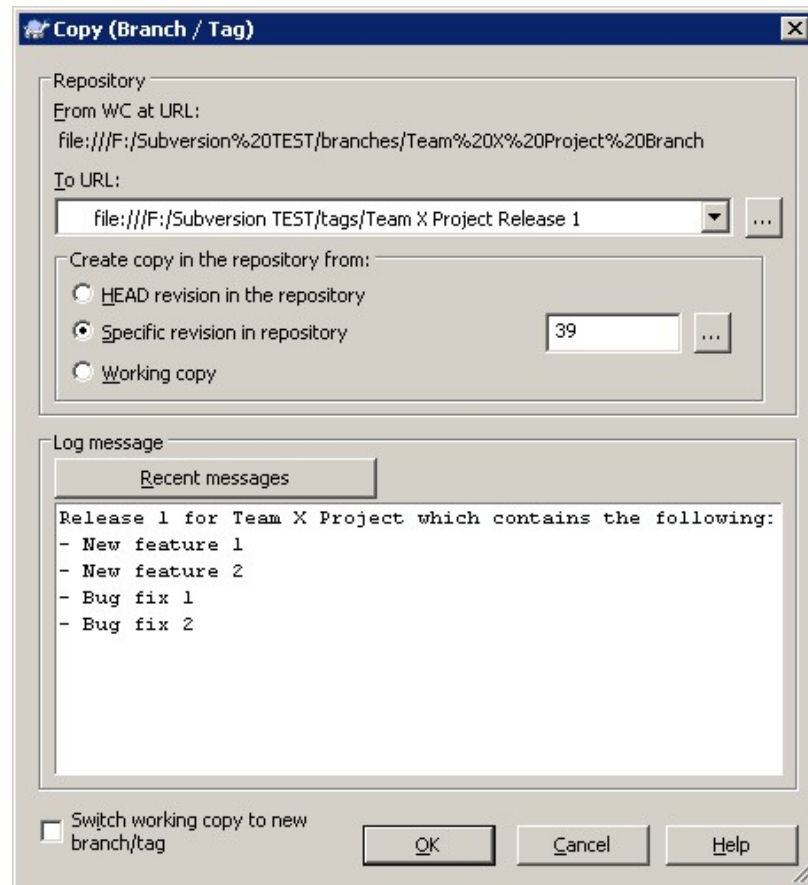 Copy (Branch / Tag)
Repository
From WC at URL:
file:///F:/Subversion%20TEST/branches/Team%20X%20Project%20Branch
To URL:
file:///F:/Subversion TEST/tags/Team X Project Release 1
...
Create copy in the repository from:
HEAD revision in the repository
Specific revision in repository
39
...
Working copy
Log message
Recent messages
Release 1 for Team X Project which contains the following:
- New feature 1
- New feature 2
- Bug fix 1
- Bug fix 2
Switch working copy to new
branch/tag
OK
Cancel
Help